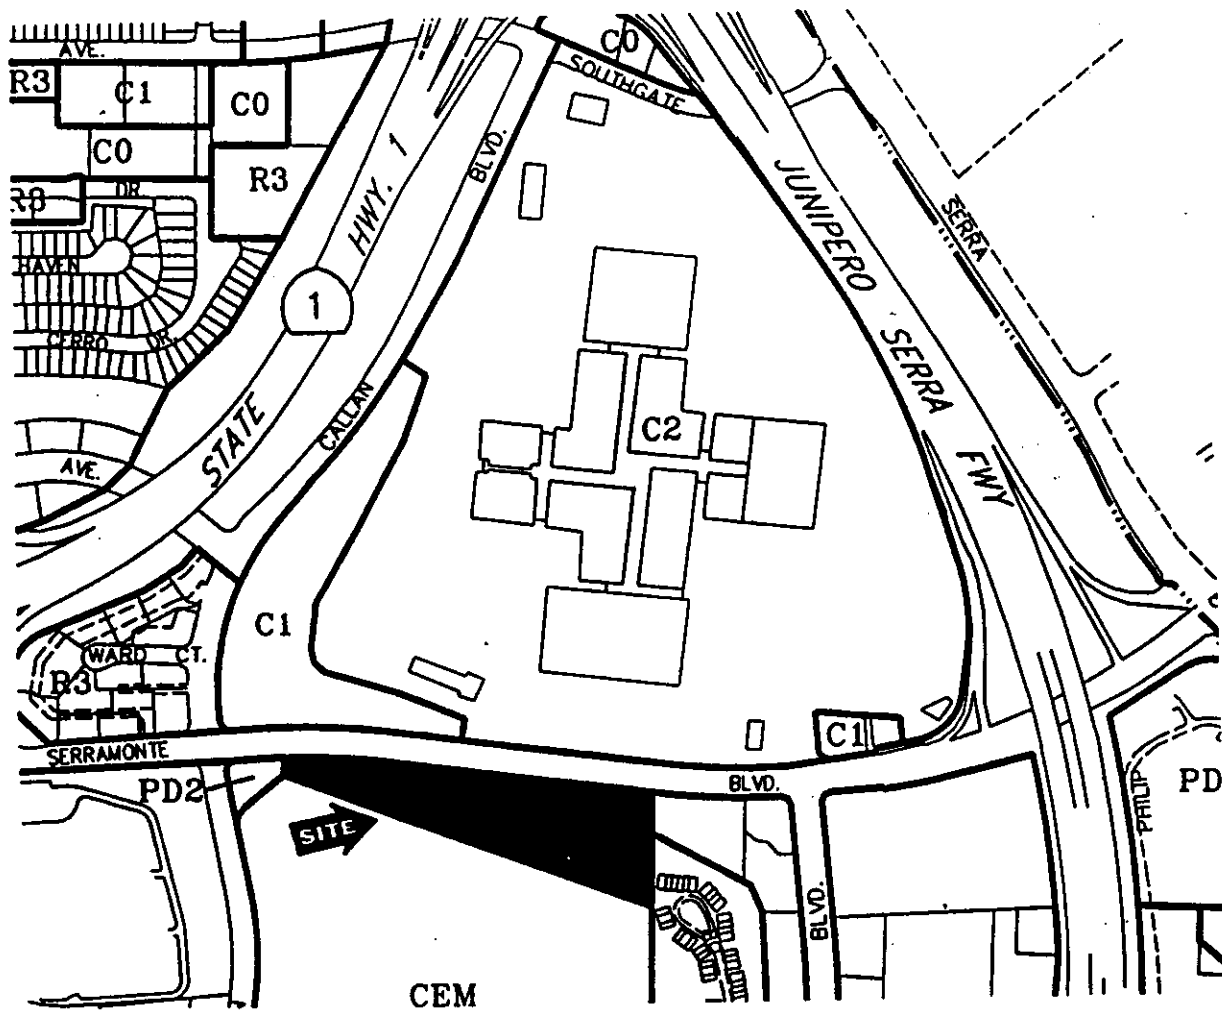 C0
AVE.
SOUTHGATE
R3
C1
C0
BLVD.
C0
HWY. 1
JUNIPERO SERRA FWY
R3
DR.
SERRA
HAVEN
1
CERRO DR.
CALLAN
STATE
C2
AVE.
C1
WARD CT.
R3
C1
SERRAMONTE
BLVD.
PD2
PD
PHILIP
SITE
BLVD.
CEM